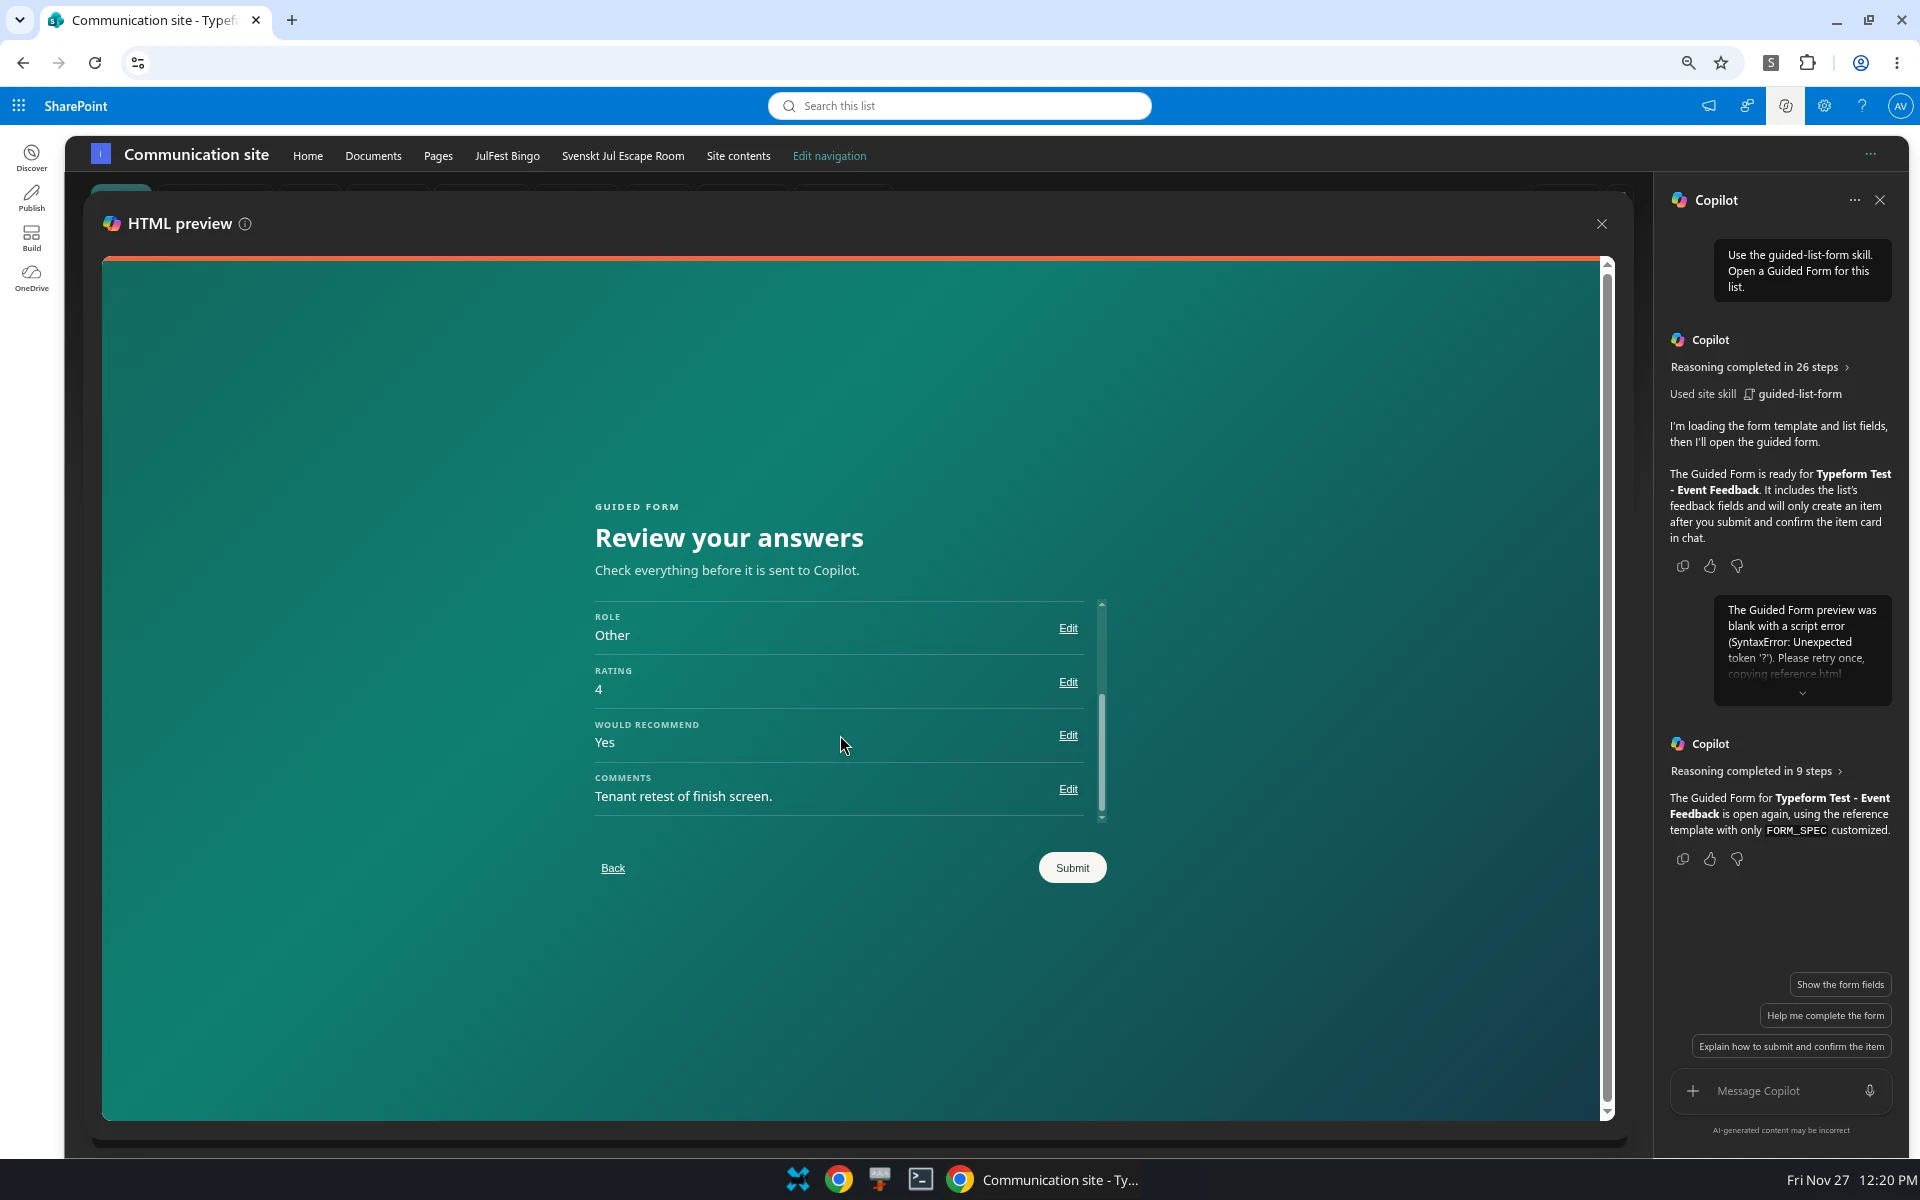 Communication site - Typef
SharePoint
Search this list
AV
Discover
Publish
Build
OneDrive
I
Communication site
Home
Documents
Pages
JulFest Bingo
Svenskt Jul Escape Room
Site contents
Edit navigation
HTML preview
GUIDED FORM
Review your answers
Check everything before it is sent to Copilot.
ROLE
Other
Edit
RATING
4
Edit
WOULD RECOMMEND
Yes
Edit
COMMENTS
Tenant retest of finish screen.
Edit
Back
Submit
Copilot
Use the guided-list-form skill.
Open a Guided Form for this
list.
Copilot
Reasoning completed in 26 steps
Used site skill guided-list-form
I'm loading the form template and list fields,
then I'll open the guided form.
The Guided Form is ready for Typeform Test
- Event Feedback. It includes the list's
feedback fields and will only create an item
after you submit and confirm the item card
in chat.
The Guided Form preview was
blank with a script error
(SyntaxError: Unexpected
token '?'). Please retry once,
copying reference.html
Copilot
Reasoning completed in 9 steps
The Guided Form for Typeform Test - Event
Feedback is open again, using the reference
template with only FORM_SPEC customized.
Show the form fields
Help me complete the form
Explain how to submit and confirm the item
Message Copilot
AI-generated content may be incorrect
Communication site - Ty...
Fri Nov 27 12:20 PM